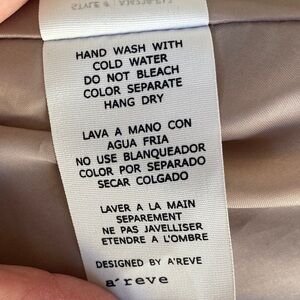 HAND WASH WITH
COLD WATER
DO NOT BLEACH
COLOR SEPARATE
HANG DRY
LAVA A MANO CON
AGUA FRIA
NO USE BLANQUEADOR
COLOR POR SEPARADO
SECAR COLGADO
LAVER A LA MAIN
SEPAREMENT
NE PAS JAVELLISER
ETENDRE A L'OMBRE
DESIGNED BY A'REVE
a'reve